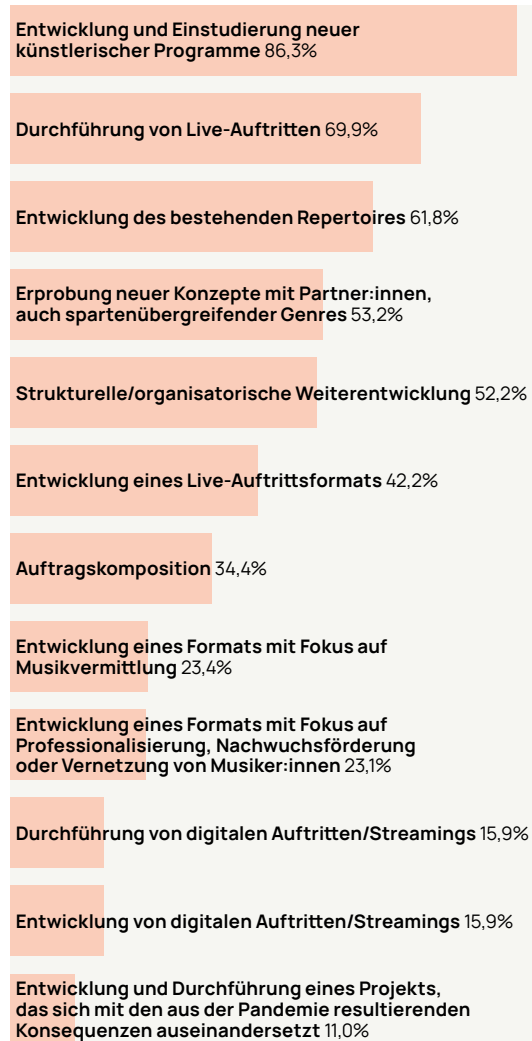 Entwicklung und Einstudierung neuer
künstlerischer Programme 86,3%
Durchführung von Live-Auftritten 69,9%
Entwicklung des bestehenden Repertoires 61,8%
Erprobung neuer Konzepte mit Partner:innen,
auch spartenübergreifender Genres 53,2%
Strukturelle/organisatorische Weiterentwicklung 52,2%
Entwicklung eines Live-Auftrittsformats 42,2%
Auftragskomposition 34,4%
Entwicklung eines Formats mit Fokus auf
Musikvermittlung 23,4%
Entwicklung eines Formats mit Fokus auf
Professionalisierung, Nachwuchsförderung
oder Vernetzung von Musiker:innen 23,1%
Durchführung von digitalen Auftritten/Streamings 15,9%
Entwicklung von digitalen Auftritten/Streamings 15,9%
Entwicklung und Durchführung eines Projekts,
das sich mit den aus der Pandemie resultierenden
Konsequenzen auseinandersetzt 11,0%